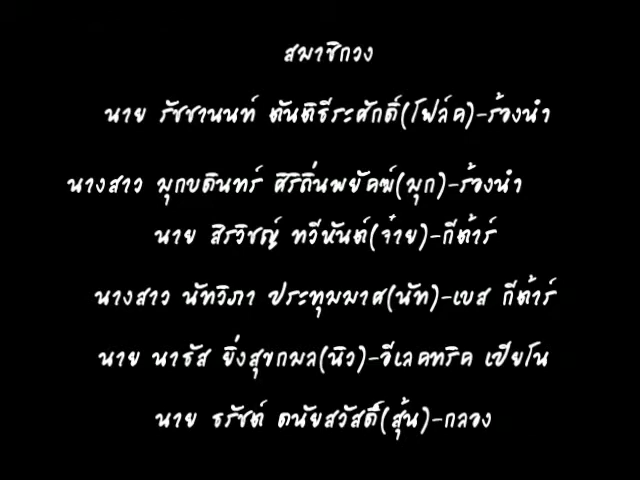 สมาชิกวง
นาย รัชชานนท์ ตันติธีระศักดิ์(โฟล์ค)-ร้องนำ
นางสาว มุกบดินทร์ ศิริถิ่นพยัคฆ์(มุก)-ร้องนำ
นาย สิรวิชญ์ ทวีหันต์(จ๋าย)-กีต้าร์
นางสาว นัทวิภา ประทุมมาศ(นัท)-เบส กีต้าร์
นาย นาธัส ยิ่งสุขกมล(นิว)-อีเลคทริค เปียโน
นาย ธรัชต์ ดนัยสวัสดิ์(สุ้น)-กลอง